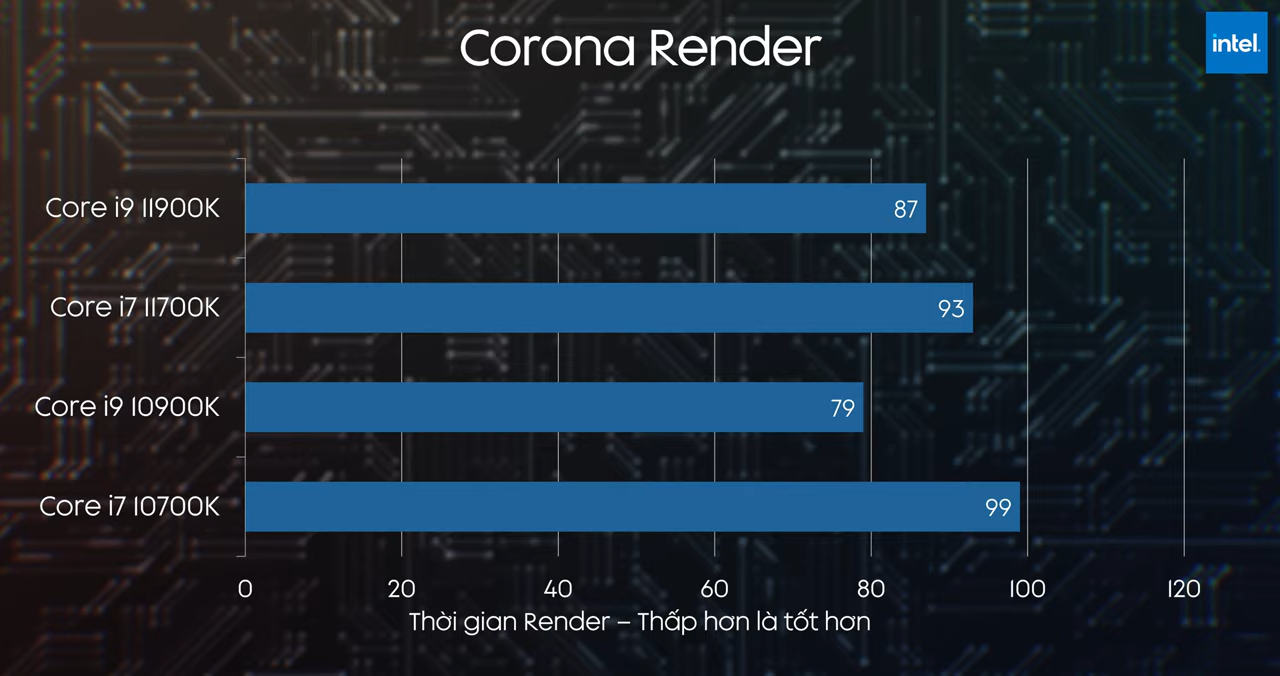 Corona Render
intel.
Core i9 11900K
87
Core i7 11700K
93
Core i9 10900K
79
Core i7 10700K
99
0 20 40 60 80 100 120
Thời gian Render – Thấp hơn là tốt hơn